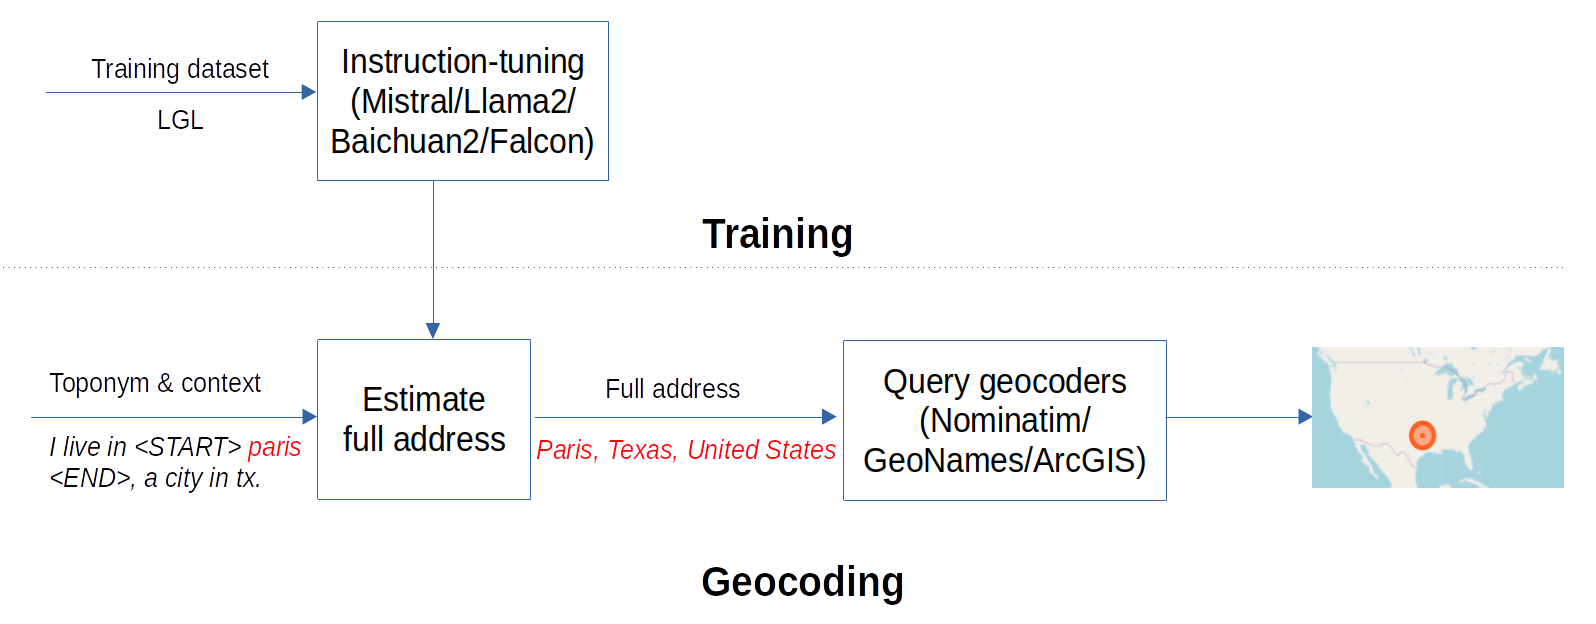 Training dataset
LGL
Instruction-tuning
(Mistral/Llama2/
Baichuan2/Falcon)
Training
Toponym & context
I live in <START> paris
<END>, a city in tx.
Estimate
full address
Full address
Paris, Texas, United States
Query geocoders
(Nominatim/
GeoNames/ArcGIS)
Geocoding